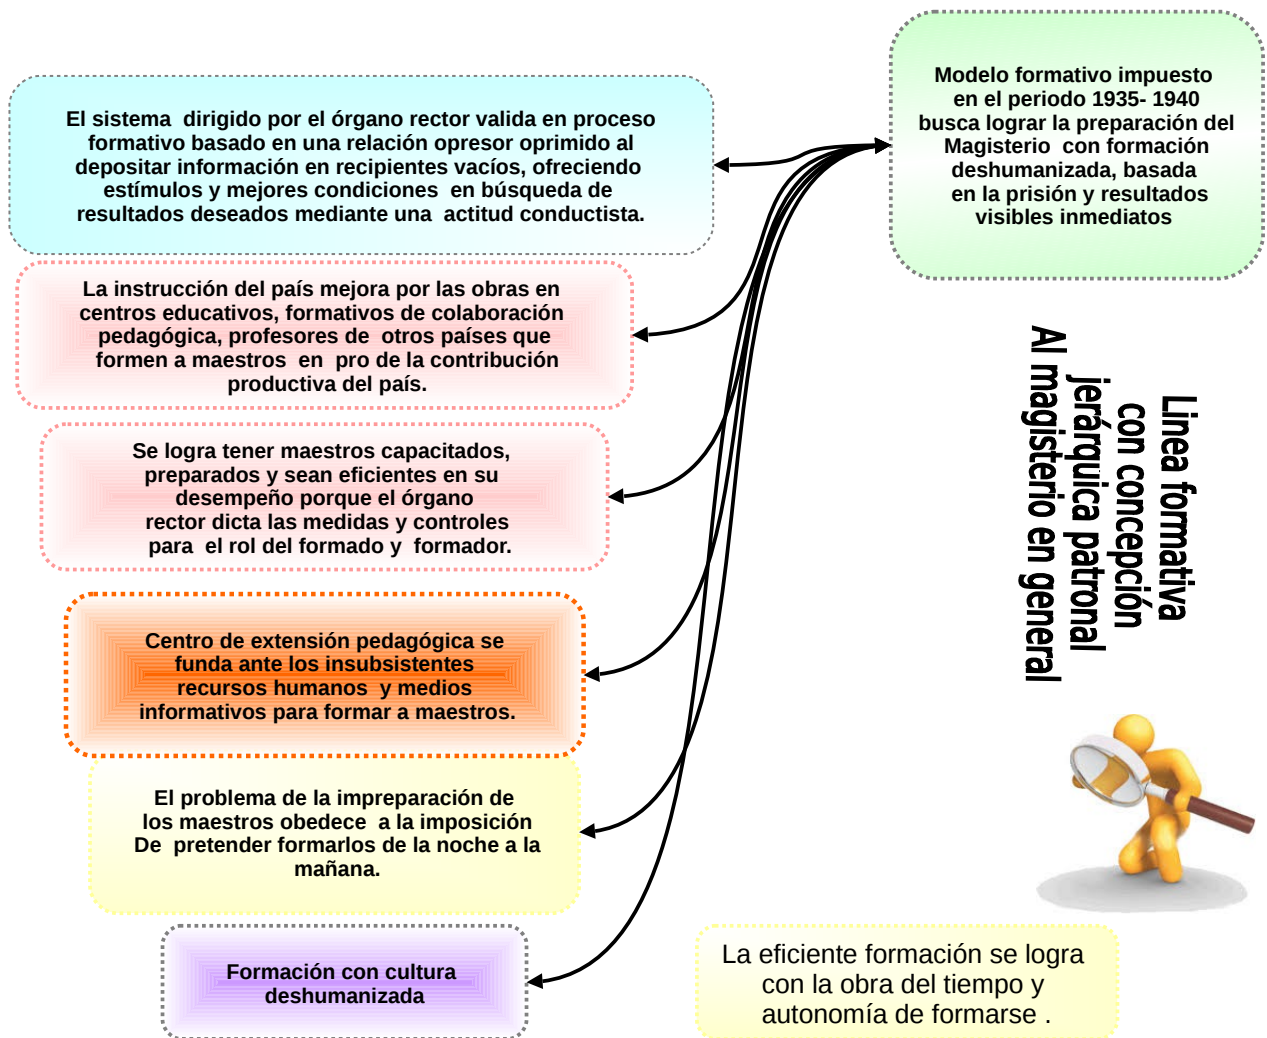 Modelo formativo impuesto
en el periodo 1935- 1940
busca lograr la preparación del
Magisterio con formación
deshumanizada, basada
en la prisión y resultados
visibles inmediatos
El sistema dirigido por el órgano rector valida en proceso
formativo basado en una relación opresor oprimido al
depositar información en recipientes vacíos, ofreciendo
estímulos y mejores condiciones en búsqueda de
resultados deseados mediante una actitud conductista.
La instrucción del país mejora por las obras en
centros educativos, formativos de colaboración
pedagógica, profesores de otros países que
formen a maestros en pro de la contribución
productiva del país.
Se logra tener maestros capacitados,
preparados y sean eficientes en su
desempeño porque el órgano
rector dicta las medidas y controles
para el rol del formado y formador.
Centro de extensión pedagógica se
funda ante los insubsistentes
recursos humanos y medios
informativos para formar a maestros.
El problema de la impreparación de
los maestros obedece a la imposición
De pretender formarlos de la noche a la
mañana.
Formación con cultura
deshumanizada
Linea formativa
con concepción
jerárquica patronal
Al magisterio en general
La eficiente formación se logra
con la obra del tiempo y
autonomía de formarse .